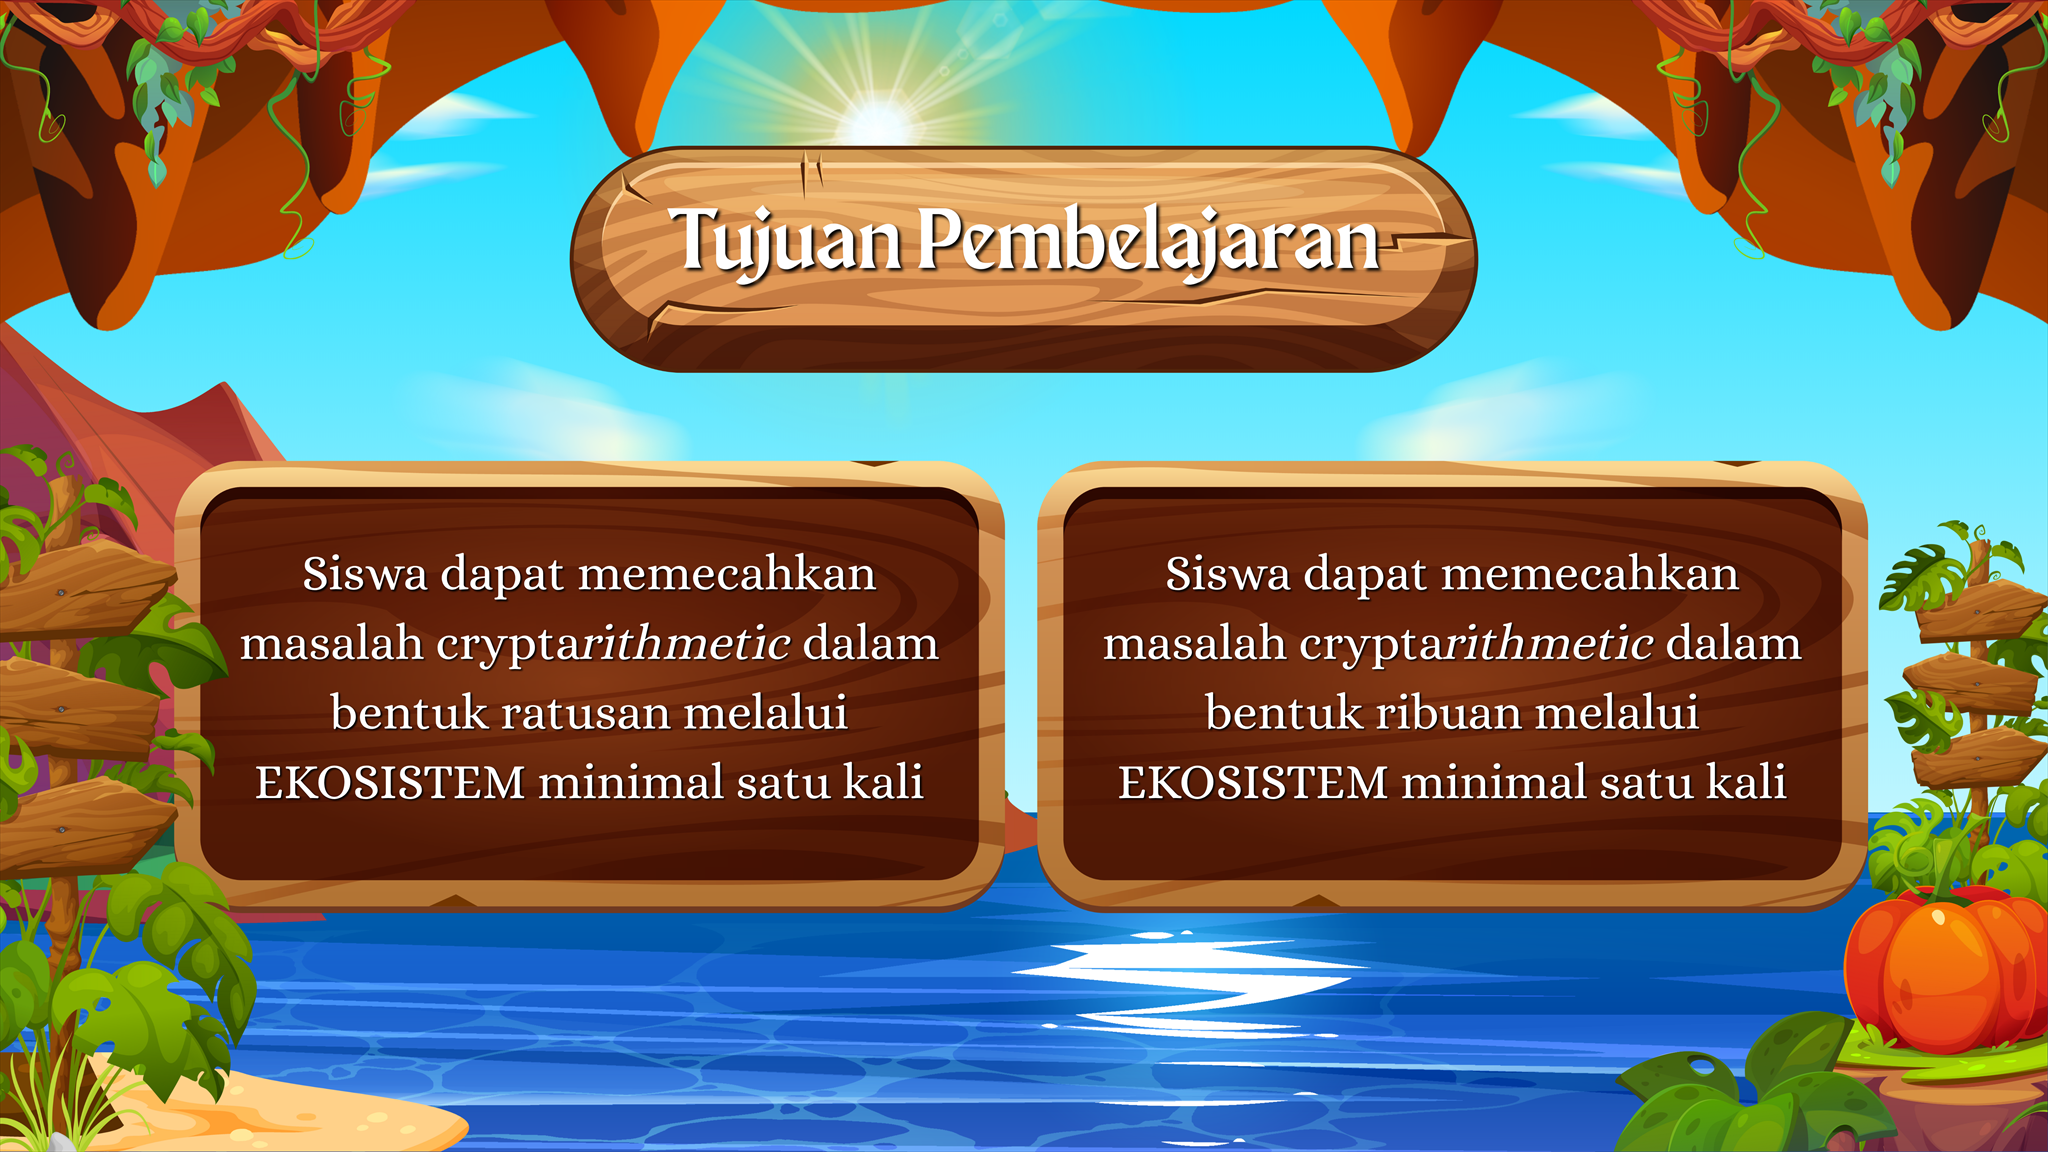 Tujuan Pembelajaran
Siswa dapat memecahkan
masalah cryptarithmetic dalam
bentuk ratusan melalui
EKOSISTEM minimal satu kali
Siswa dapat memecahkan
masalah cryptarithmetic dalam
bentuk ribuan melalui
EKOSISTEM minimal satu kali